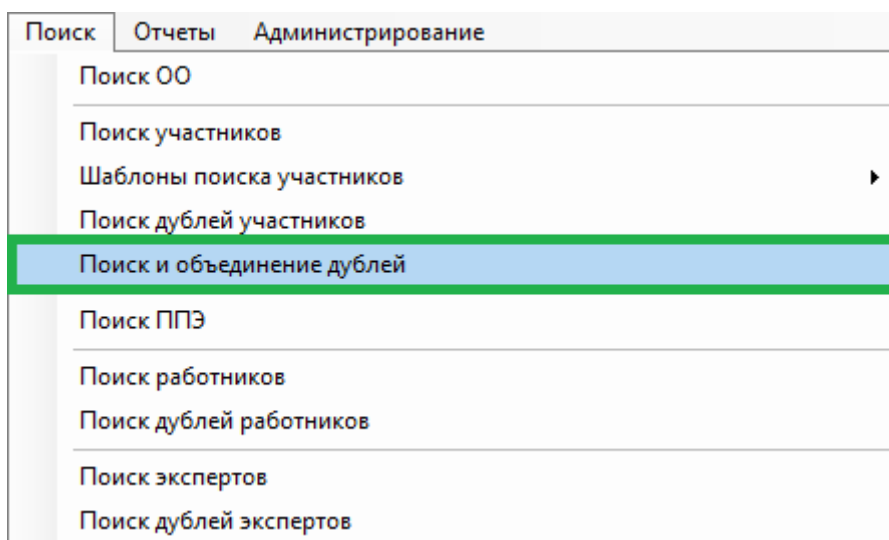 Поиск Отчеты Администрирование
Поиск ОО
Поиск участников
Шаблоны поиска участников
Поиск дублей участников
Поиск и объединение дублей
Поиск ППЭ
Поиск работников
Поиск дублей работников
Поиск экспертов
Поиск дублей экспертов